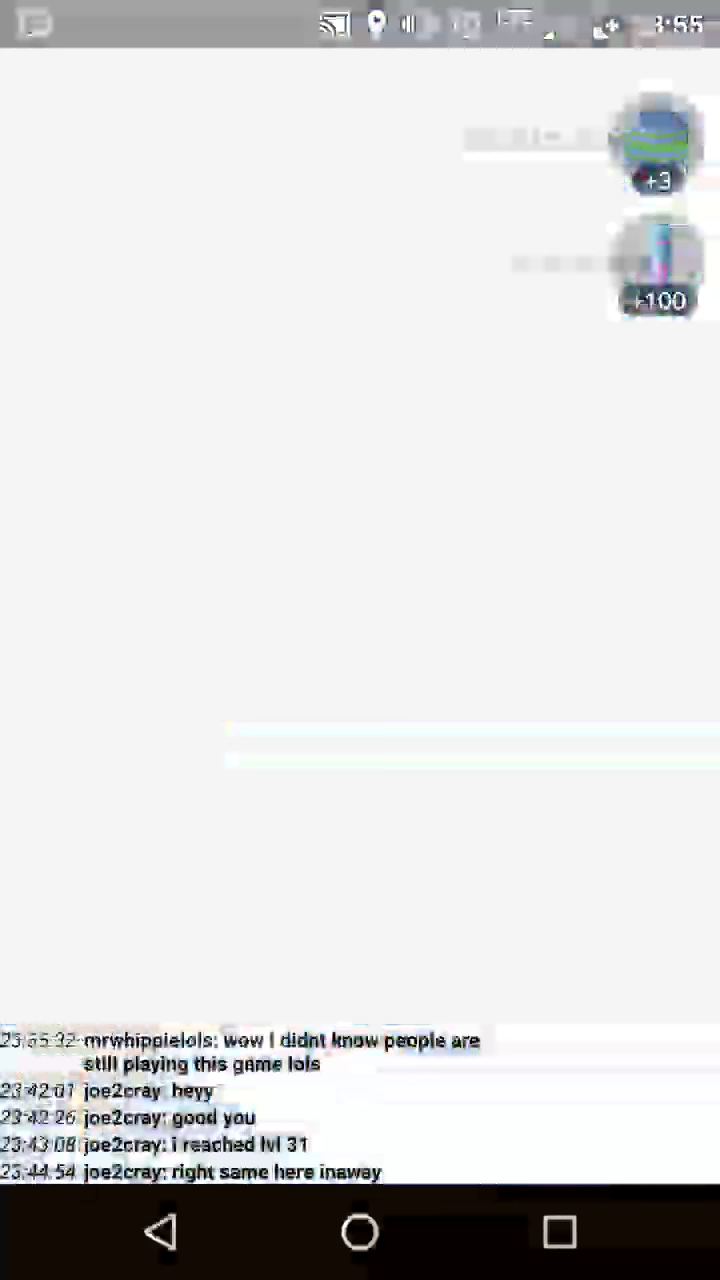 3:55
+3
+100
mrwhippielols: wow I didnt know people are
still playing this game lols
23:42:01 joe2cray: heyy
23:42:26 joe2cray: good you
23:43:08 joe2cray: i reached lvl 31
23:44:54 joe2cray: right same here inaway